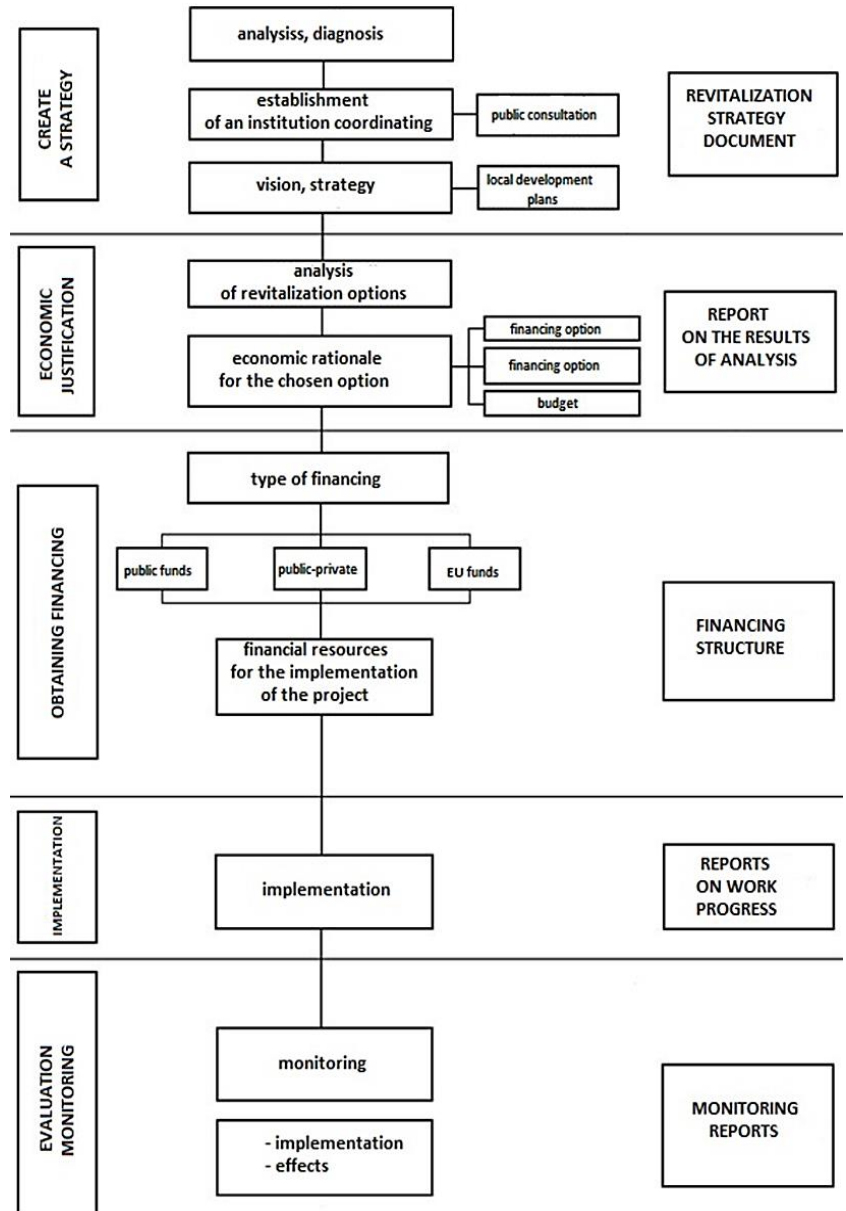 analysiss, diagnosis
CREATE
A STRATEGY
establishment
of an institution coordinating
public consultation
REVITALIZATION
STRATEGY
DOCUMENT
vision, strategy
local development
plans
ECONOMIC
JUSTIFICATION
analysis
of revitalization options
economic rationale
for the chosen option
financing option
financing option
budget
REPORT
ON THE RESULTS
OF ANALYSIS
OBTAINING FINANCING
type of financing
public funds
public-private
EU funds
financial resources
for the implementation
of the project
FINANCING
STRUCTURE
IMPLEMENTATION
implementation
REPORTS
ON WORK
PROGRESS
EVALUATION
MONITORING
monitoring
- implementation
- effects
MONITORING
REPORTS